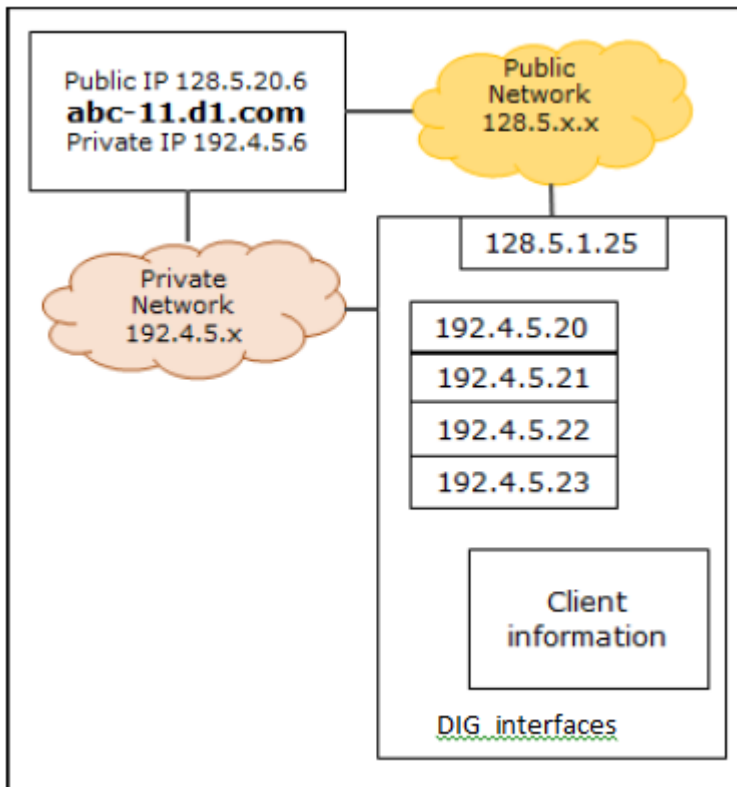 Public IP 128.5.20.6
abc-11.d1.com
Private IP 192.4.5.6
Public
Network
128.5.x.x
Private
Network
192.4.5.x
128.5.1.25
192.4.5.20
192.4.5.21
192.4.5.22
192.4.5.23
Client
information
DIG interfaces